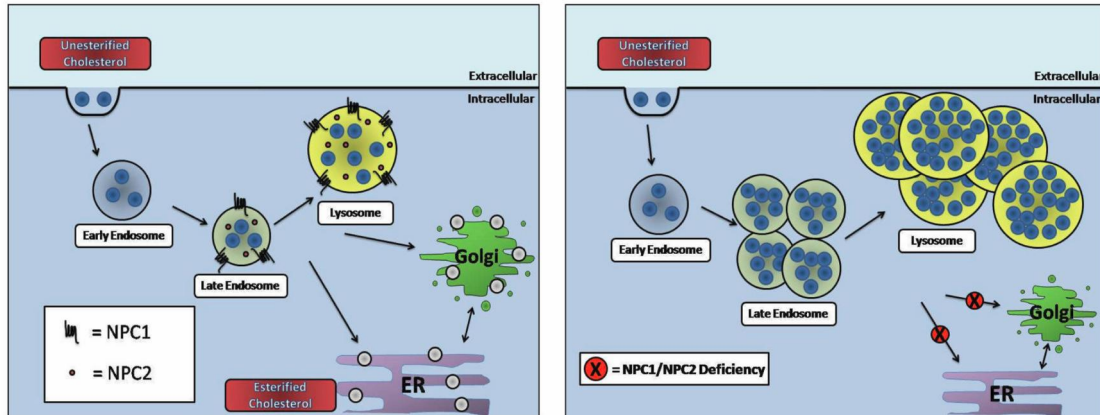 Unesterified
Cholesterol
Extracellular
Intracellular
Early Endosome
Lysosome
Late Endosome
Golgi
= NPC1
= NPC2
ER
Esterified
Cholesterol
Unesterified
Cholesterol
Extracellular
Intracellular
Early Endosome
Lysosome
Late Endosome
Golgi
X
X
X = NPC1/NPC2 Deficiency
ER